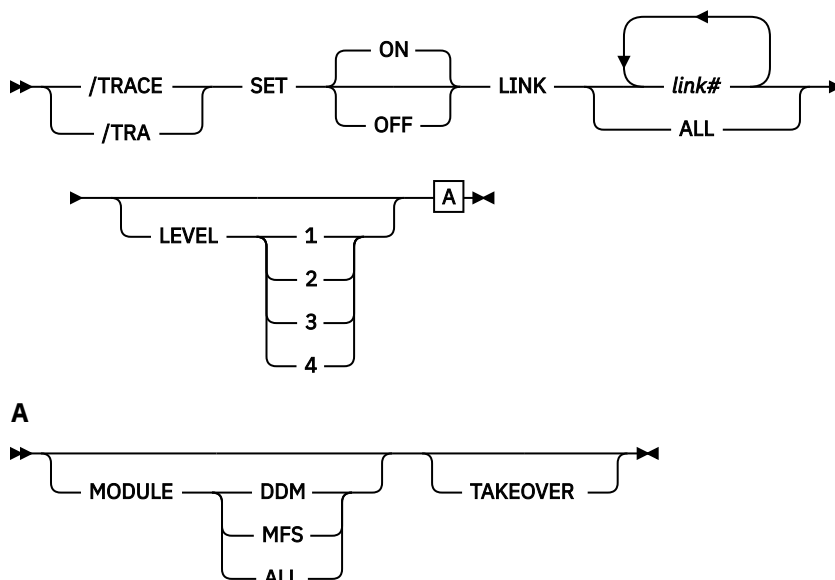 ON
/TRACE SET LINK link#
/TRA OFF ALL
A
LEVEL 1
2
3
4
A
MODULE DDM TAKEOVER
MFS
ALL